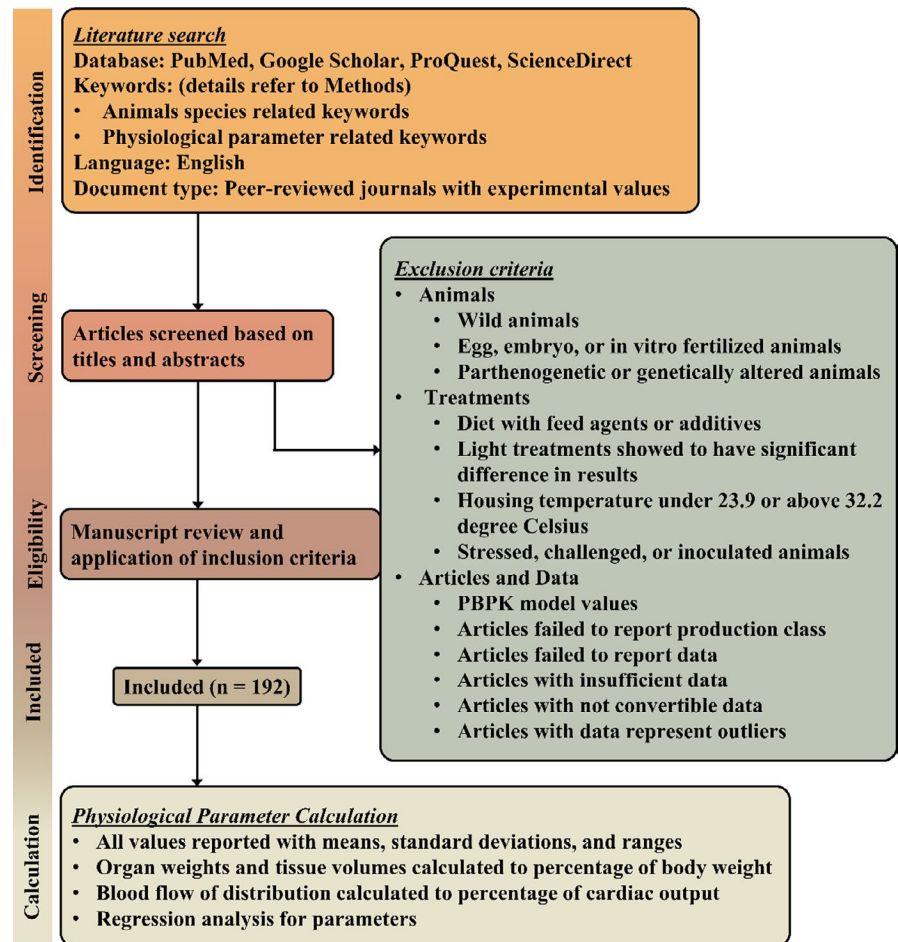 Identification
Literature search
Database: PubMed, Google Scholar, ProQuest, ScienceDirect
Keywords: (details refer to Methods)
• Animals species related keywords
• Physiological parameter related keywords
Language: English
Document type: Peer-reviewed journals with experimental values
Screening
Articles screened based on
titles and abstracts
Exclusion criteria
• Animals
• Wild animals
• Egg, embryo, or in vitro fertilized animals
• Parthenogenetic or genetically altered animals
• Treatments
• Diet with feed agents or additives
• Light treatments showed to have significant
difference in results
• Housing temperature under 23.9 or above 32.2
degree Celsius
• Stressed, challenged, or inoculated animals
• Articles and Data
• PBPK model values
• Articles failed to report production class
• Articles failed to report data
• Articles with insufficient data
• Articles with not convertible data
• Articles with data represent outliers
Eligibility
Manuscript review and
application of inclusion criteria
Included
Included (n = 192)
Calculation
Physiological Parameter Calculation
• All values reported with means, standard deviations, and ranges
• Organ weights and tissue volumes calculated to percentage of body weight
• Blood flow of distribution calculated to percentage of cardiac output
• Regression analysis for parameters